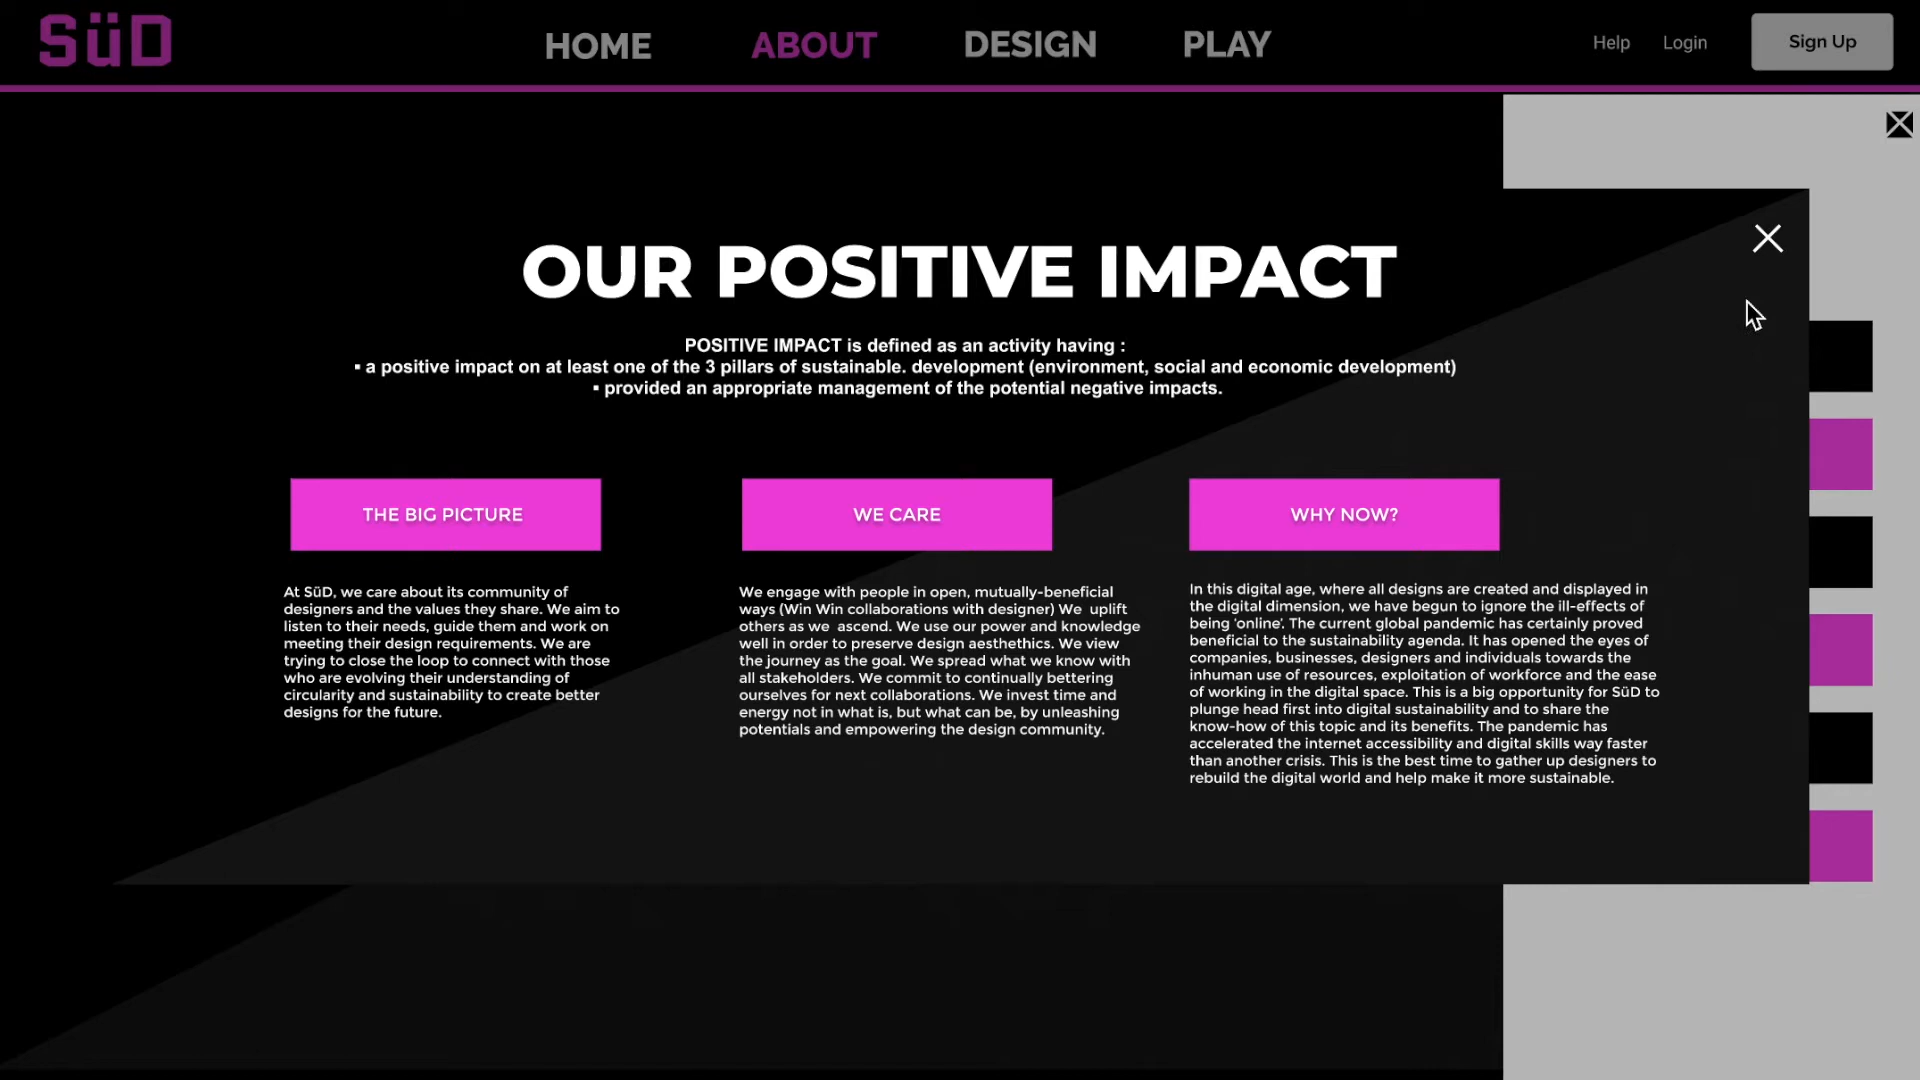 SüD
HOME
ABOUT
DESIGN
PLAY
Help
Login
Sign Up
OUR POSITIVE IMPACT
POSITIVE IMPACT is defined as an activity having :
▪ a positive impact on at least one of the 3 pillars of sustainable. development (environment, social and economic development)
▪ provided an appropriate management of the potential negative impacts.
THE BIG PICTURE
At SüD, we care about its community of
designers and the values they share. We aim to
listen to their needs, guide them and work on
meeting their design requirements. We are
trying to close the loop to connect with those
who are evolving their understanding of
circularity and sustainability to create better
designs for the future.
WE CARE
We engage with people in open, mutually-beneficial
ways (Win Win collaborations with designer) We  uplift
others as we  ascend. We use our power and knowledge
well in order to preserve design aesthethics. We view
the journey as the goal. We spread what we know with
all stakeholders. We commit to continually bettering
ourselves for next collaborations. We invest time and
energy not in what is, but what can be, by unleashing
potentials and empowering the design community.
WHY NOW?
In this digital age, where all designs are created and displayed in
the digital dimension, we have begun to ignore the ill-effects of
being ‘online’. The current global pandemic has certainly proved
beneficial to the sustainability agenda. It has opened the eyes of
companies, businesses, designers and individuals towards the
inhuman use of resources, exploitation of workforce and the ease
of working in the digital space. This is a big opportunity for SüD to
plunge head first into digital sustainability and to share the
know-how of this topic and its benefits. The pandemic has
accelerated the internet accessibility and digital skills way faster
than another crisis. This is the best time to gather up designers to
rebuild the digital world and help make it more sustainable.